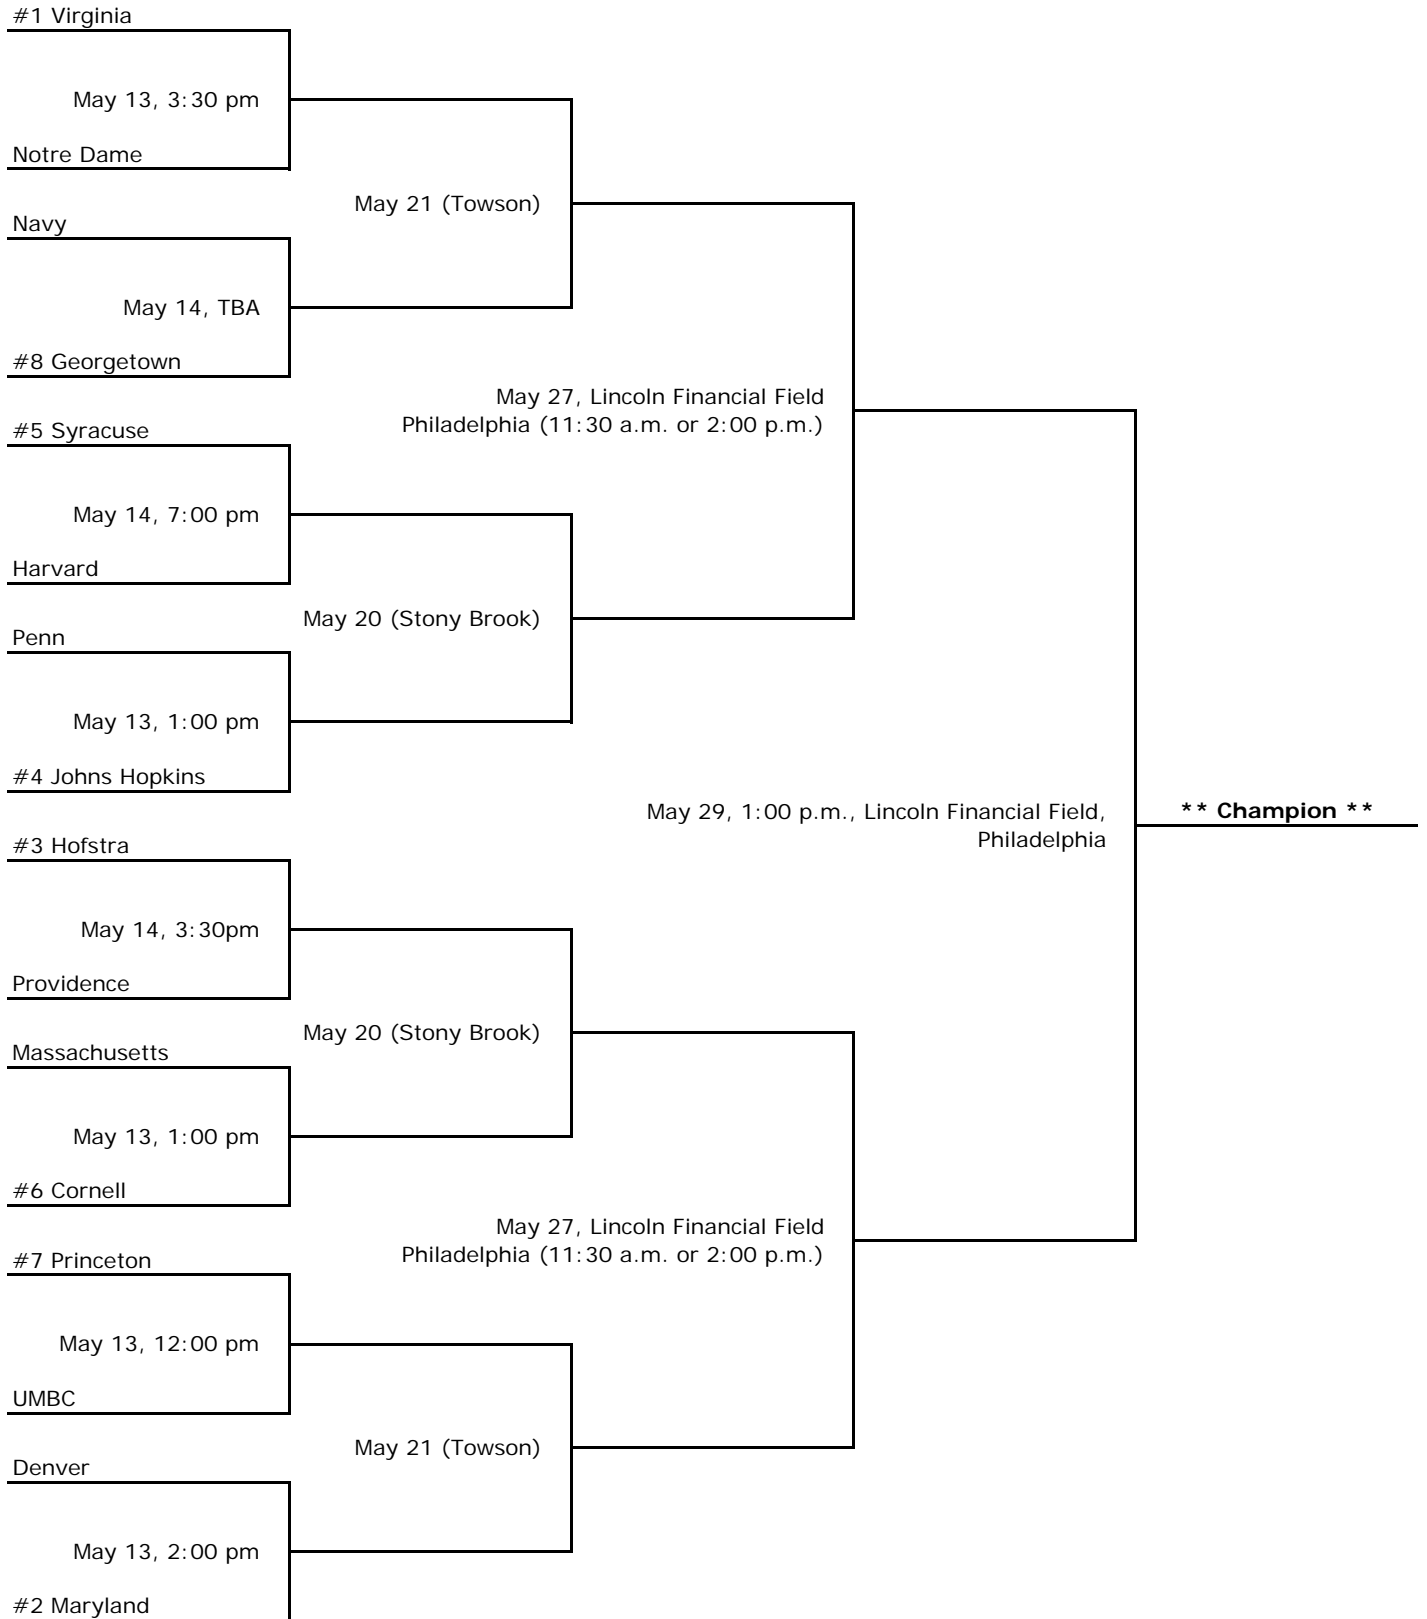 #1 Virginia
May 13, 3:30 pm
Notre Dame
May 21 (Towson)
Navy
May 14, TBA
#8 Georgetown
May 27, Lincoln Financial Field
Philadelphia (11:30 a.m. or 2:00 p.m.)
#5 Syracuse
May 14, 7:00 pm
Harvard
May 20 (Stony Brook)
Penn
May 13, 1:00 pm
#4 Johns Hopkins
May 29, 1:00 p.m., Lincoln Financial Field,
Philadelphia
** Champion **
#3 Hofstra
May 14, 3:30pm
Providence
May 20 (Stony Brook)
Massachusetts
May 13, 1:00 pm
#6 Cornell
May 27, Lincoln Financial Field
Philadelphia (11:30 a.m. or 2:00 p.m.)
#7 Princeton
May 13, 12:00 pm
UMBC
May 21 (Towson)
Denver
May 13, 2:00 pm
#2 Maryland